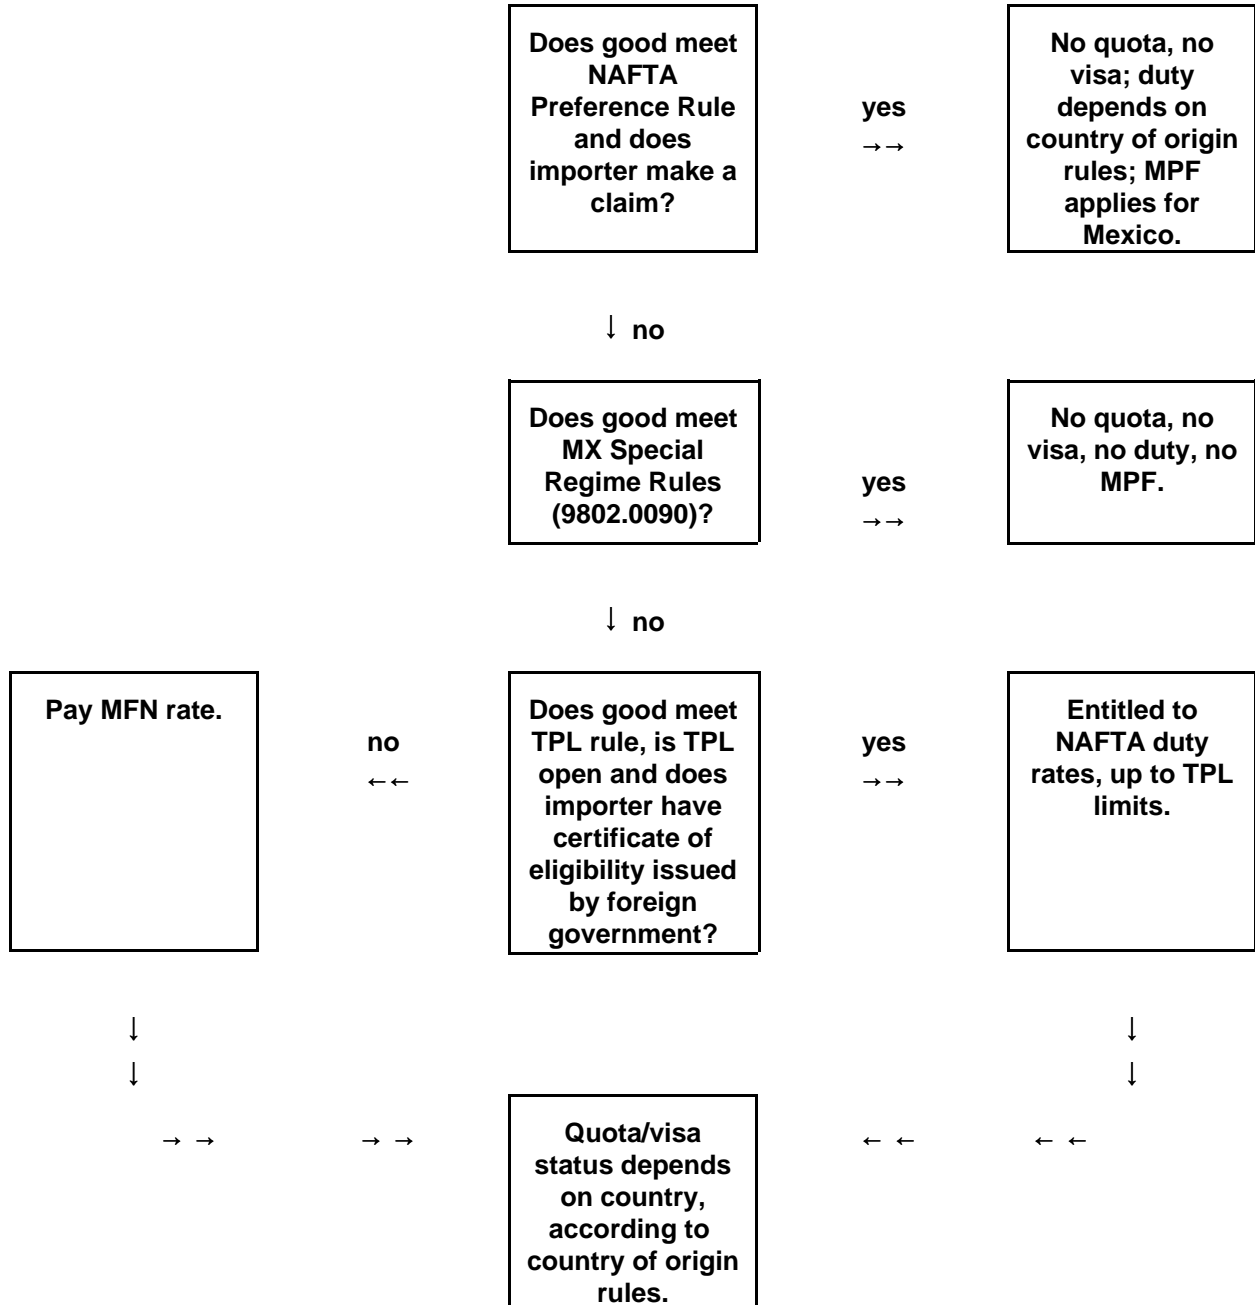 Does good meet
NAFTA
Preference Rule
and does
importer make a
claim?
yes
→→
No quota, no
visa; duty
depends on
country of origin
rules; MPF
applies for
Mexico.
↓ no
Does good meet
MX Special
Regime Rules
(9802.0090)?
yes
→→
No quota, no
visa, no duty, no
MPF.
↓ no
Pay MFN rate.
no
←←
Does good meet
TPL rule, is TPL
open and does
importer have
certificate of
eligibility issued
by foreign
government?
yes
→→
Entitled to
NAFTA duty
rates, up to TPL
limits.
↓
↓
↓
↓
→ →
→ →
Quota/visa
status depends
on country,
according to
country of origin
rules.
← ←
← ←